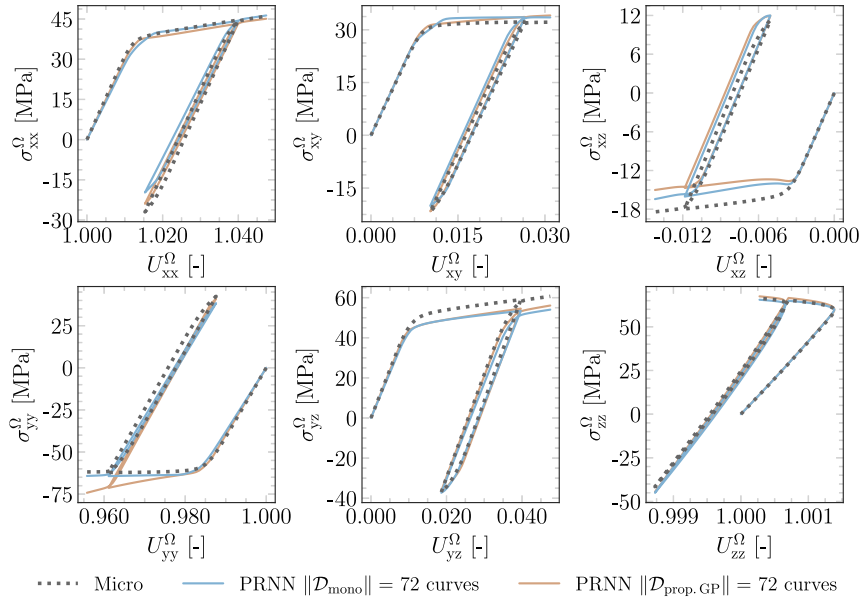 45
30
15
0
-15
-30
σ^Ω_xx [MPa]
1.000 1.020 1.040
U^Ω_xx [-]
45
30
15
0
-15
σ^Ω_xy [MPa]
0.000 0.015 0.030
U^Ω_xy [-]
12
6
0
-6
-12
-18
σ^Ω_xz [MPa]
-0.012 -0.006 0.000
U^Ω_xz [-]
25
0
-25
-50
-75
σ^Ω_yy [MPa]
0.960 0.980 1.000
U^Ω_yy [-]
60
40
20
0
-20
-40
σ^Ω_yz [MPa]
0.000 0.020 0.040
U^Ω_yz [-]
50
25
0
-25
-50
σ^Ω_zz [MPa]
0.999 1.000 1.001
U^Ω_zz [-]
Micro PRNN ‖𝒟_mono‖ = 72 curves PRNN ‖𝒟_prop. GP‖ = 72 curves